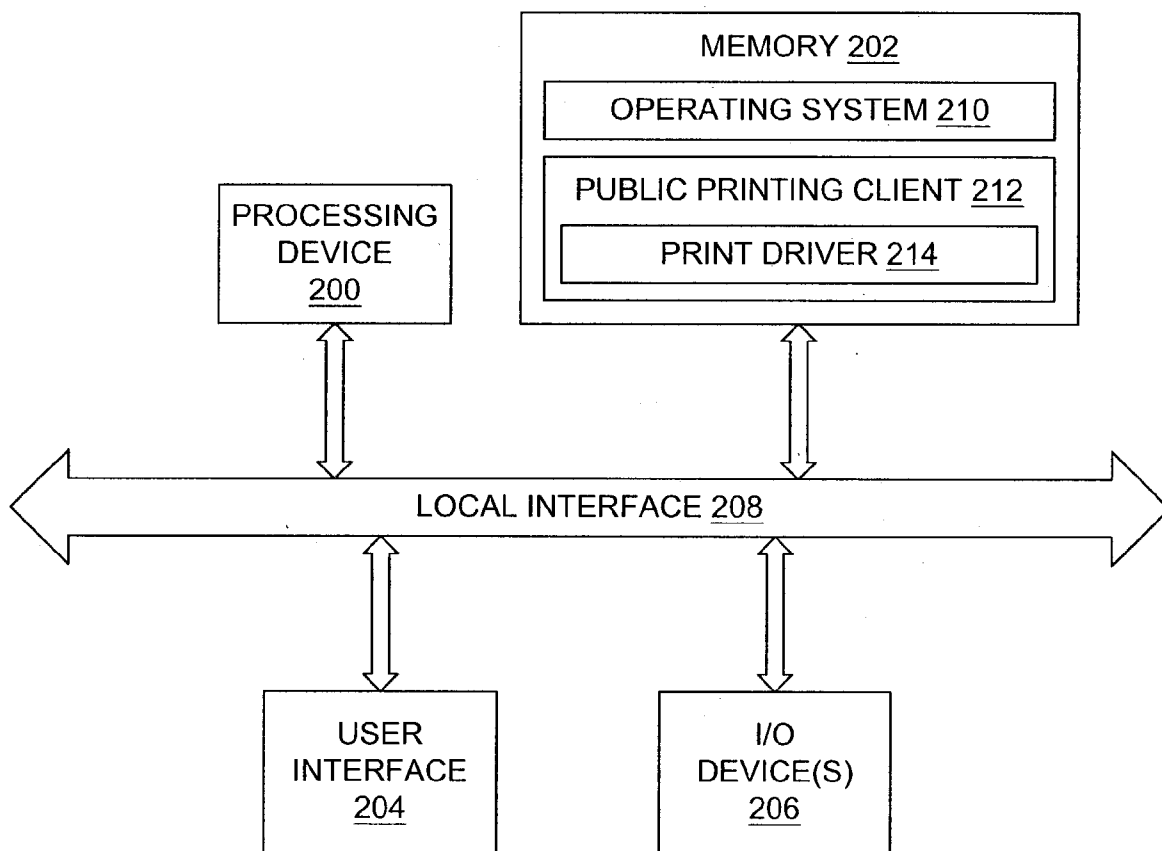 MEMORY 202
OPERATING SYSTEM 210
PUBLIC PRINTING CLIENT 212
PRINT DRIVER 214
PROCESSING
DEVICE
200
LOCAL INTERFACE 208
USER
INTERFACE
204
I/O
DEVICE(S)
206